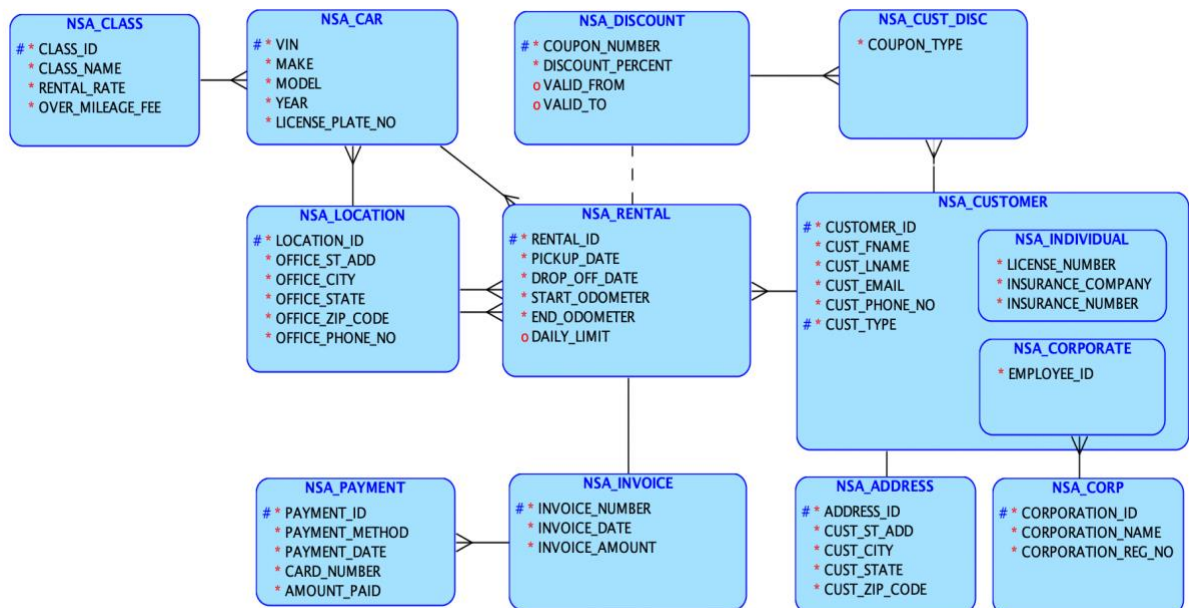 NSA_CLASS
# * CLASS_ID
* CLASS_NAME
* RENTAL_RATE
* OVER_MILEAGE_FEE
NSA_CAR
# * VIN
* MAKE
* MODEL
* YEAR
* LICENSE_PLATE_NO
NSA_DISCOUNT
# * COUPON_NUMBER
* DISCOUNT_PERCENT
o VALID_FROM
o VALID_TO
NSA_CUST_DISC
* COUPON_TYPE
NSA_LOCATION
# * LOCATION_ID
* OFFICE_ST_ADD
* OFFICE_CITY
* OFFICE_STATE
* OFFICE_ZIP_CODE
* OFFICE_PHONE_NO
NSA_RENTAL
# * RENTAL_ID
* PICKUP_DATE
* DROP_OFF_DATE
* START_ODOMETER
* END_ODOMETER
o DAILY_LIMIT
NSA_CUSTOMER
# * CUSTOMER_ID
* CUST_FNAME
* CUST_LNAME
* CUST_EMAIL
* CUST_PHONE_NO
# * CUST_TYPE
NSA_INDIVIDUAL
* LICENSE_NUMBER
* INSURANCE_COMPANY
* INSURANCE_NUMBER
NSA_CORPORATE
* EMPLOYEE_ID
NSA_PAYMENT
# * PAYMENT_ID
* PAYMENT_METHOD
* PAYMENT_DATE
* CARD_NUMBER
* AMOUNT_PAID
NSA_INVOICE
# * INVOICE_NUMBER
* INVOICE_DATE
* INVOICE_AMOUNT
NSA_ADDRESS
# * ADDRESS_ID
* CUST_ST_ADD
* CUST_CITY
* CUST_STATE
* CUST_ZIP_CODE
NSA_CORP
# * CORPORATION_ID
* CORPORATION_NAME
* CORPORATION_REG_NO